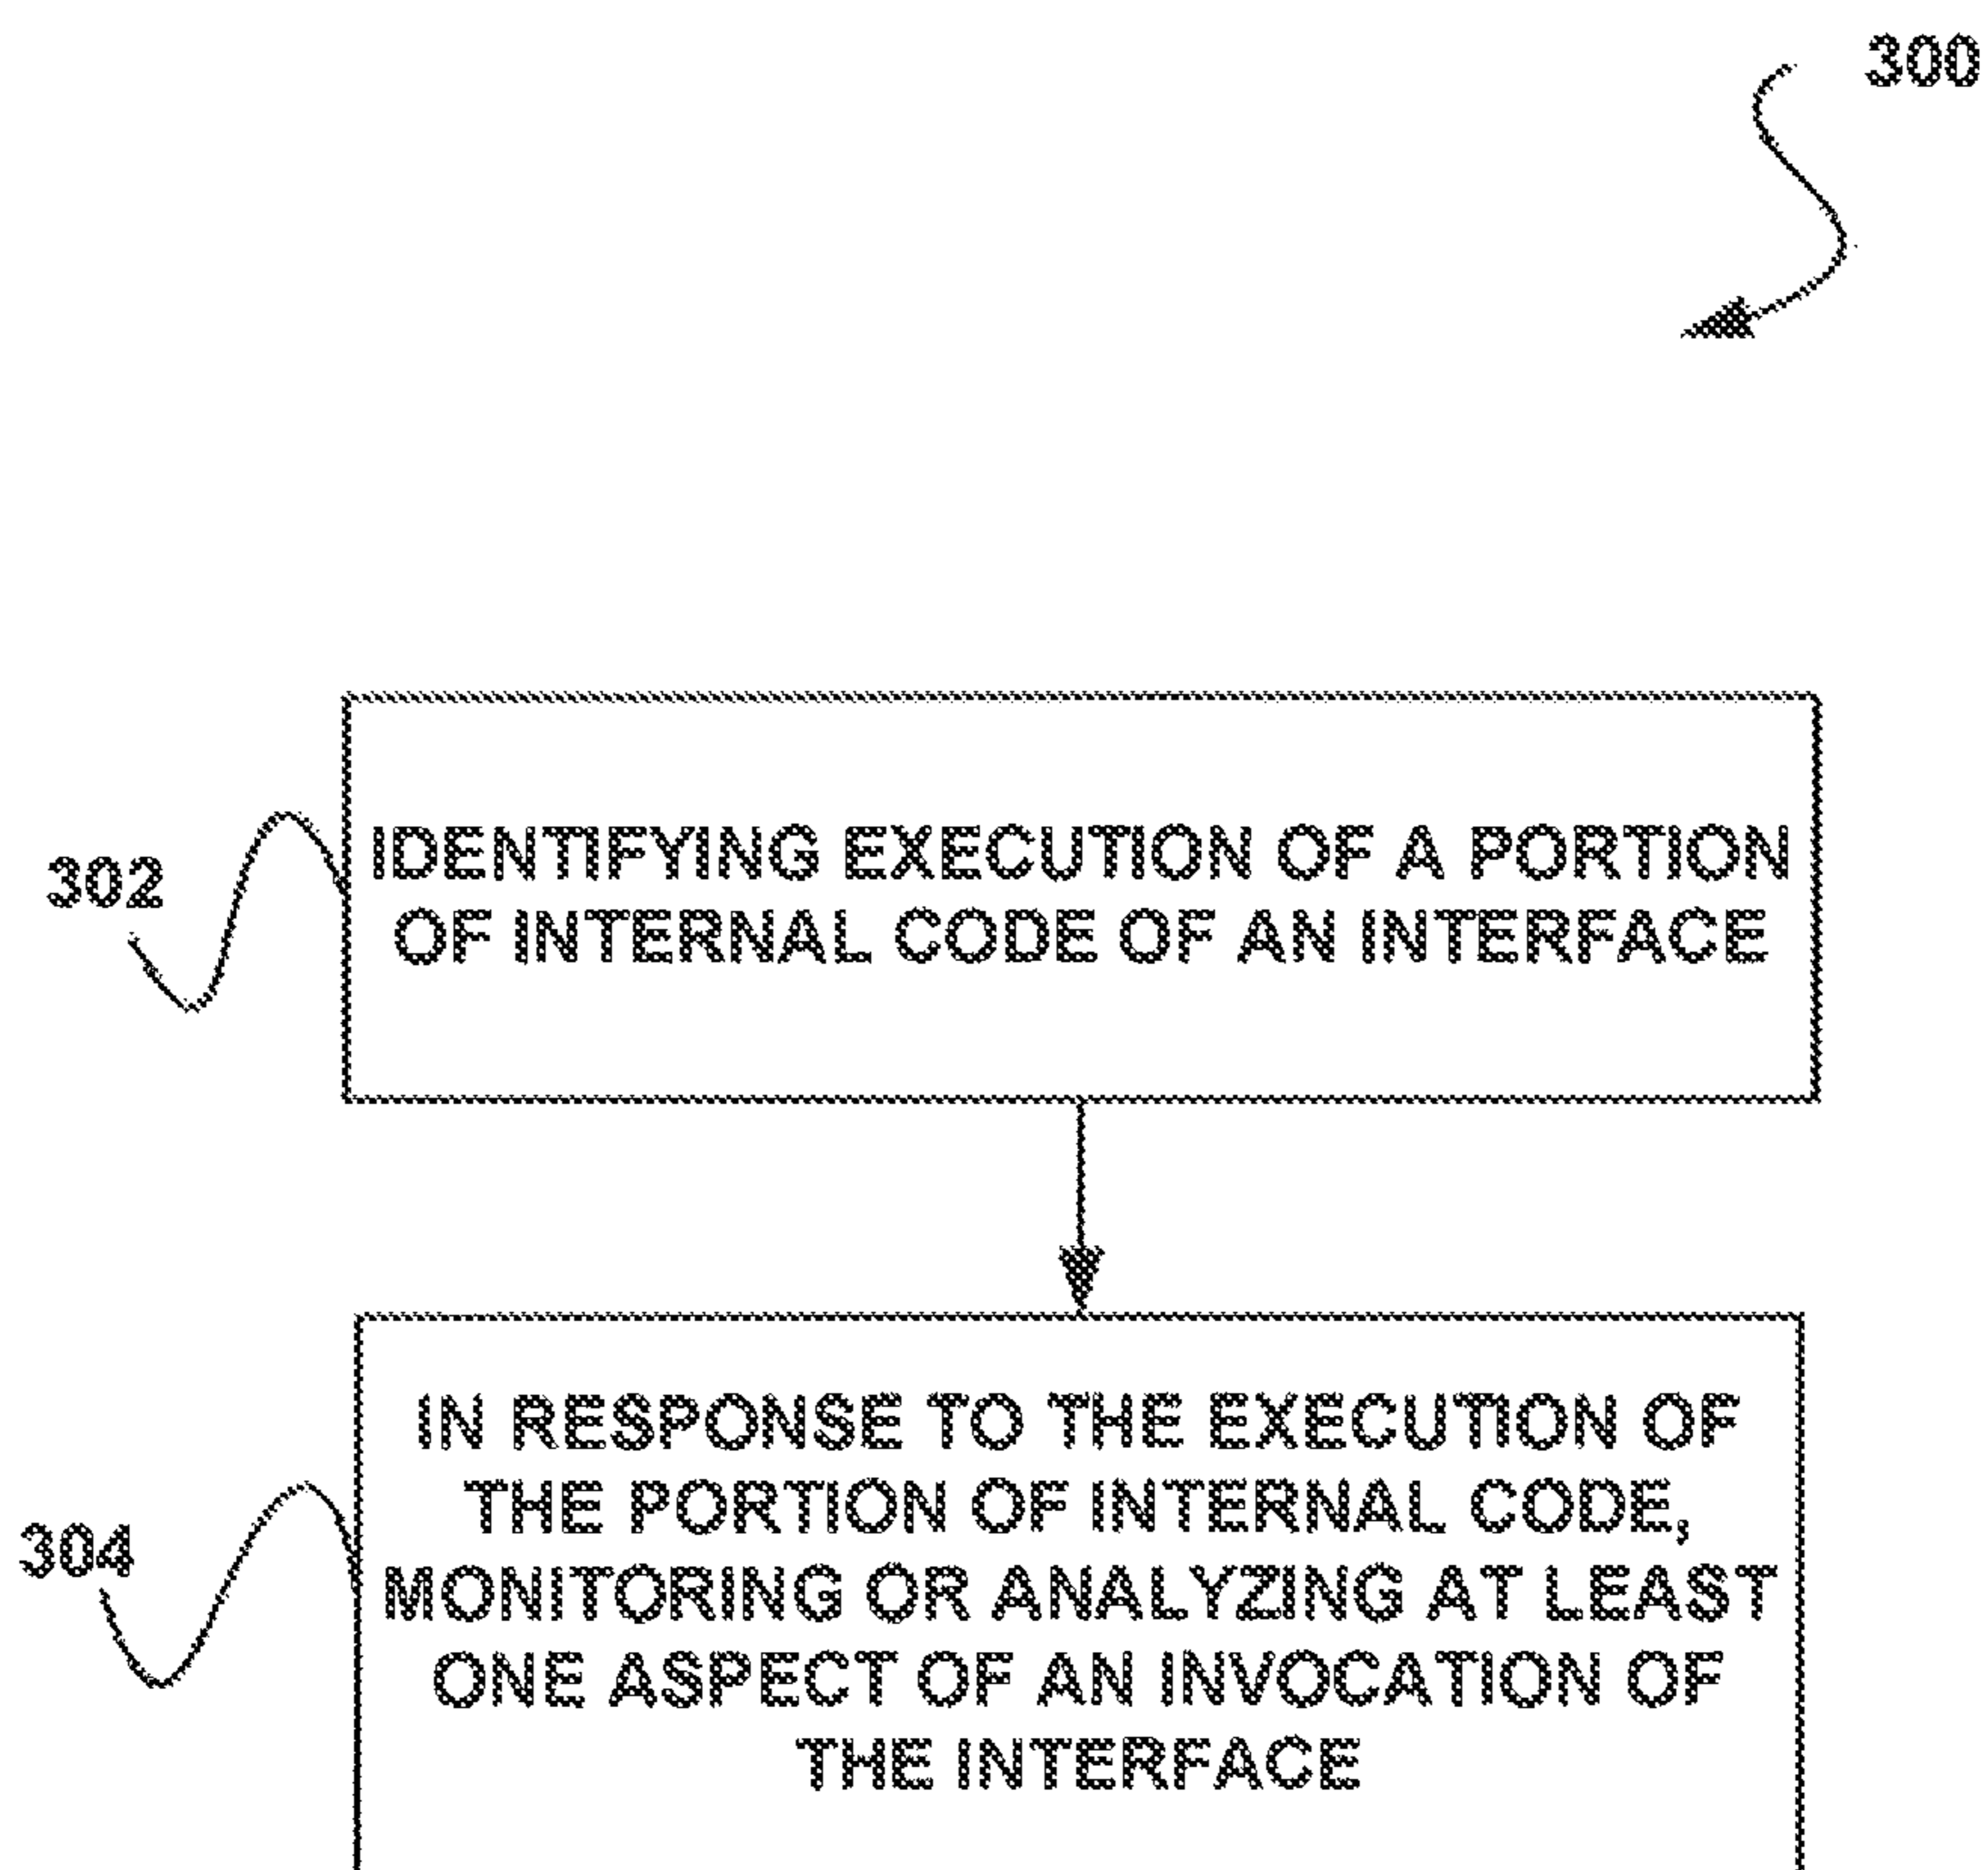 300
302
IDENTIFYING EXECUTION OF A PORTION
OF INTERNAL CODE OF AN INTERFACE
304
IN RESPONSE TO THE EXECUTION OF
THE PORTION OF INTERNAL CODE,
MONITORING OR ANALYZING AT LEAST
ONE ASPECT OF AN INVOCATION OF
THE INTERFACE